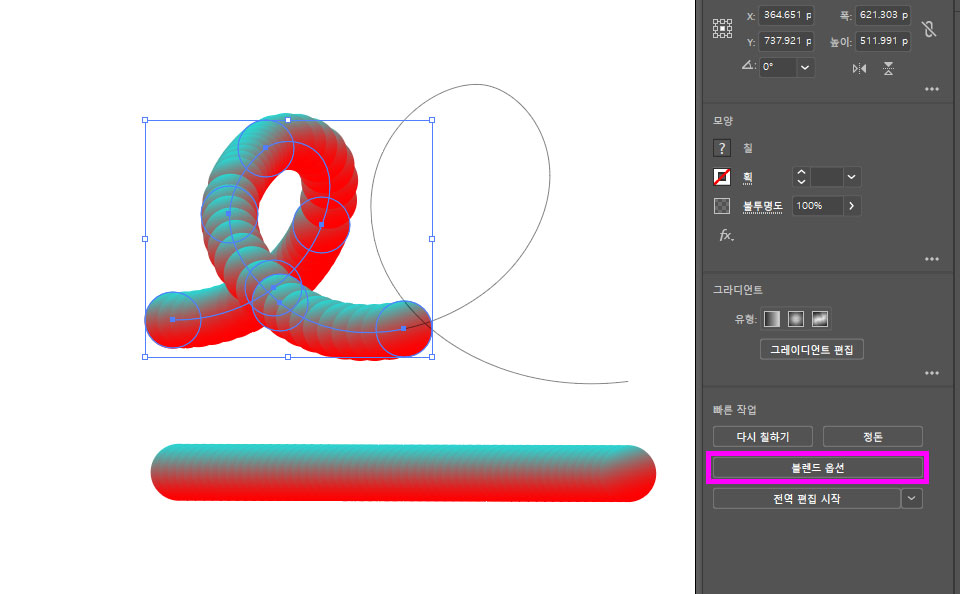 X: 364.651 p 폭: 621.303 p
Y: 737.921 p 높이: 511.991 p
0°
모양
? 칠
획
불투명도 100%
fx.
그라디언트
유형:
그레이디언트 편집
빠른 작업
다시 칠하기 정돈
블렌드 옵션
전역 편집 시작